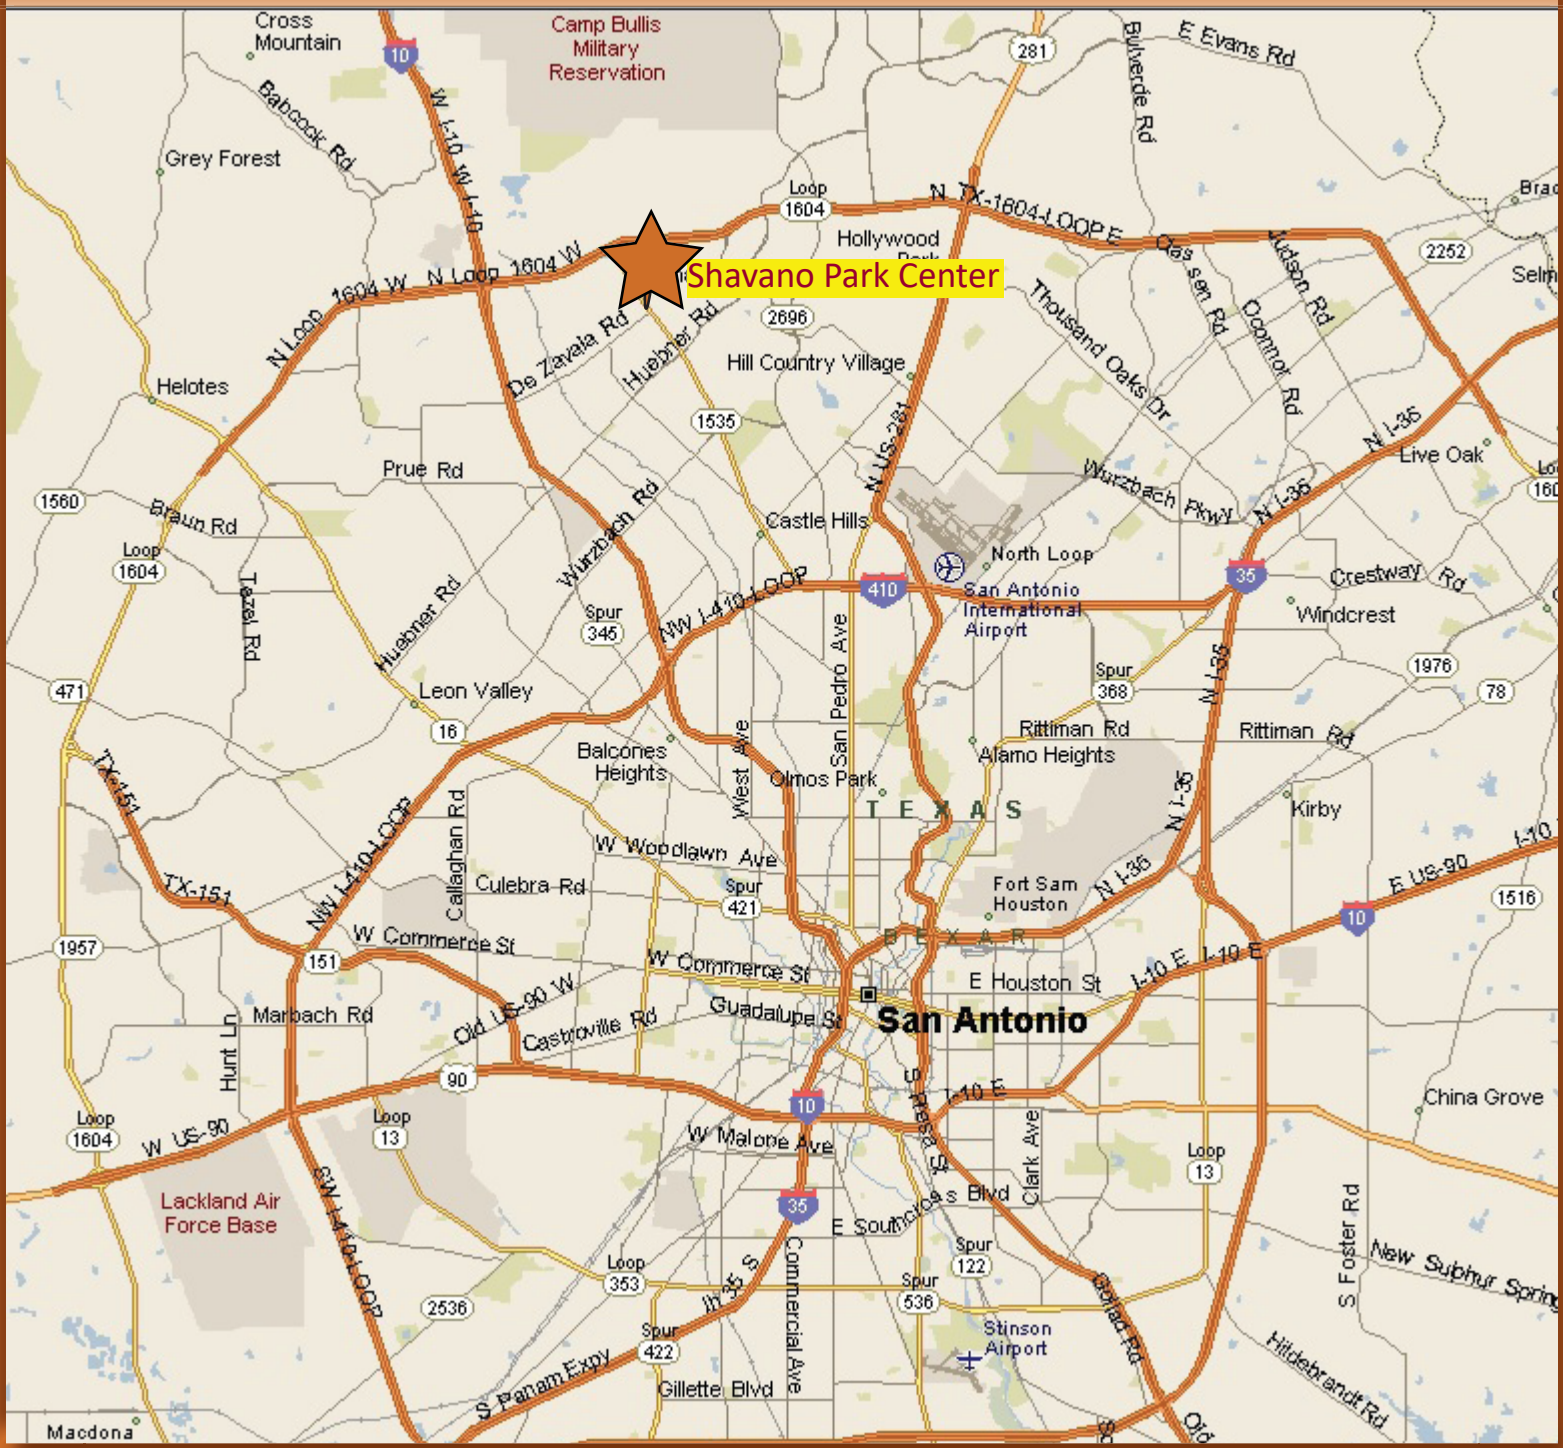 Cross
Mountain
Camp Bullis
Military
Reservation
10
281
E Evans Rd
Bulverde Rd
Babcock Rd
W I-10
W I-10
Grey Forest
Loop
1604
N TX-1604-LOOP E
Hollywood
Shavano Park Center
2252
Judson Rd
1604 W
N Loop
1604 W
N Loop
De Zavala Rd
Huebner Rd
2696
Thousand Oaks Dr
Oconnor Rd
Hill Country Village
Helotes
1535
N US-281
N I-35
Live Oak
Prue Rd
1560
Braun Rd
Wurzbach Rd
Wurzbach Pkwy
N I-35
Castle Hills
Loop
1604
North Loop
35
Crestway Rd
410
San Antonio
International
Airport
Windcrest
Tezel Rd
Huebner Rd
Spur
345
NW I-410-LOOP
San Pedro Ave
1976
Spur
368
N I-35
471
Leon Valley
78
16
Rittiman Rd
Rittiman Rd
Balcones
Heights
West Ave
Alamo Heights
TX-151
Olmos Park
TEXAS
N I-35
Kirby
NW I-410-LOOP
Callaghan Rd
W Woodlawn Ave
I-10
E US-90
TX-151
Culebra Rd
Spur
421
Fort Sam
Houston
N I-35
1516
10
W Commerce St
BEXAR
1957
151
W Commerce St
E Houston St
I-10 E
I-10 E
Old US-90 W
Marbach Rd
Guadalupe St
San Antonio
Castroville Rd
Hunt Ln
90
10
I-10 E
China Grove
Loop
1604
W US-90
Loop
13
W Malone Ave
Clark Ave
Loop
13
SW I-410-LOOP
Lackland Air
Force Base
35
E Southcross Blvd
S Foster Rd
Spur
122
Loop
353
Commercial Ave
Ih 35 S
Spur
536
Goliad Rd
2536
Stinson
Airport
Spur
422
Hildebrandt Rd
S Panam Expy
Gillette Blvd
Macdona
Old